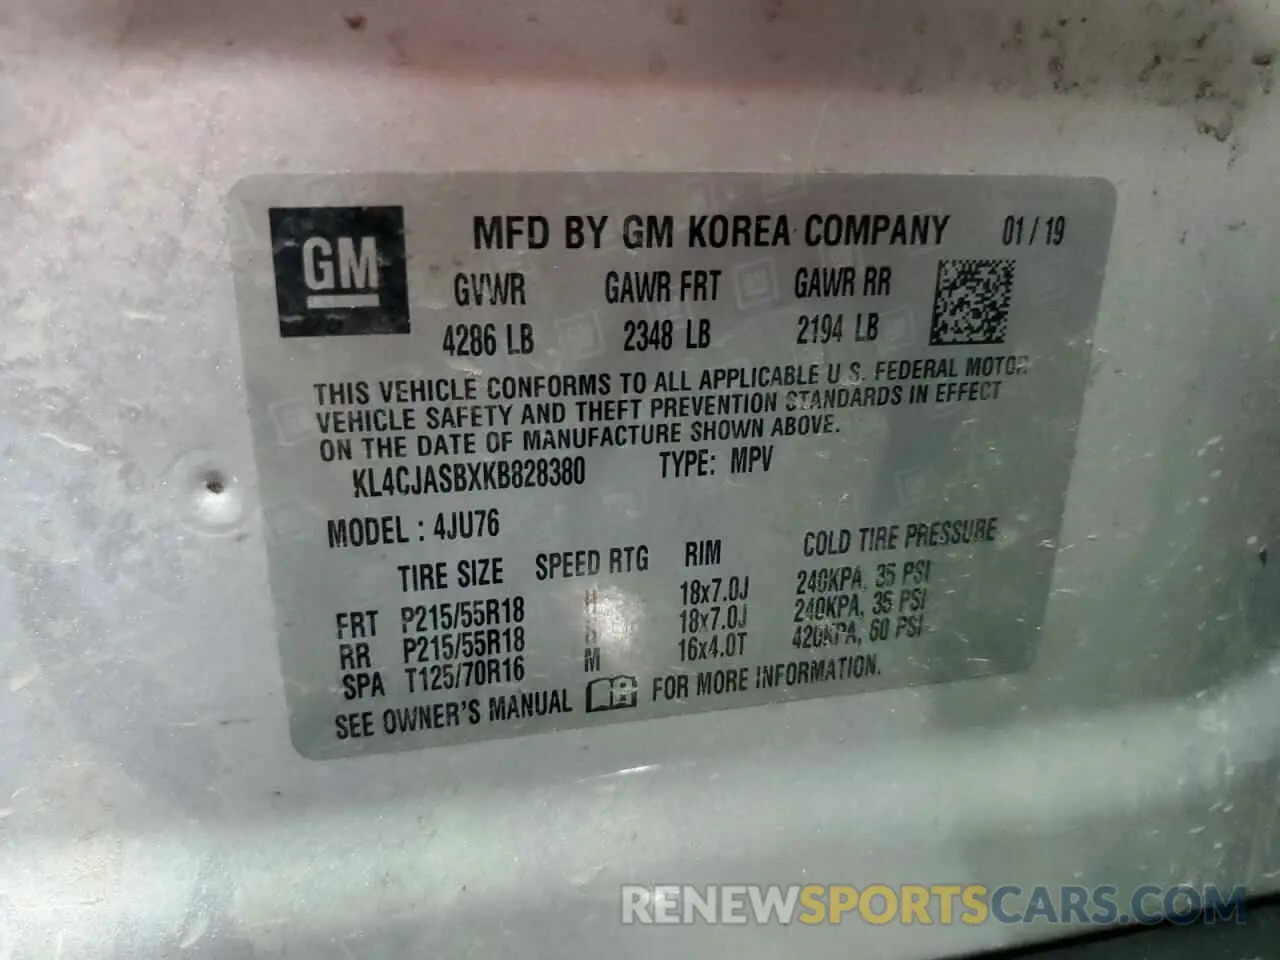 GM
MFD BY GM KOREA COMPANY 01/19
GVWR GAWR FRT GAWR RR
4286 LB 2348 LB 2194 LB
THIS VEHICLE CONFORMS TO ALL APPLICABLE U.S. FEDERAL MOTOR
VEHICLE SAFETY AND THEFT PREVENTION STANDARDS IN EFFECT
ON THE DATE OF MANUFACTURE SHOWN ABOVE.
KL4CJASBXKB828380 TYPE: MPV
MODEL : 4JU76
TIRE SIZE SPEED RTG RIM COLD TIRE PRESSURE
FRT P215/55R18 H 18x7.0J 240KPA, 35 PSI
RR P215/55R18 H 18x7.0J 240KPA, 35 PSI
SPA T125/70R16 M 16x4.0T 420KPA, 60 PSI
SEE OWNER'S MANUAL FOR MORE INFORMATION.
RENEWSPORTSCARS.COM